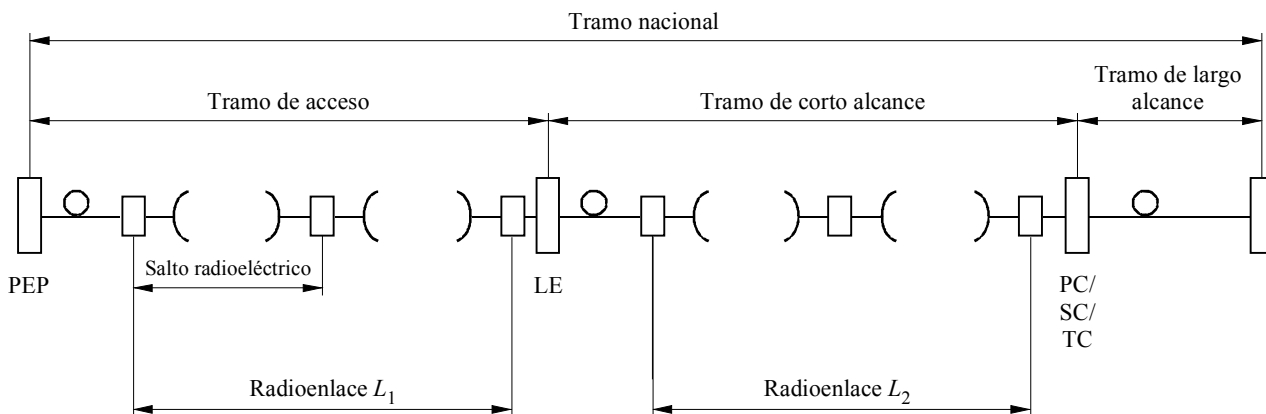 Tramo nacional
Tramo de acceso
Tramo de corto alcance
Tramo de largo
alcance
Salto radioeléctrico
PEP
LE
PC/
SC/
TC
Radioenlace L1
Radioenlace L2